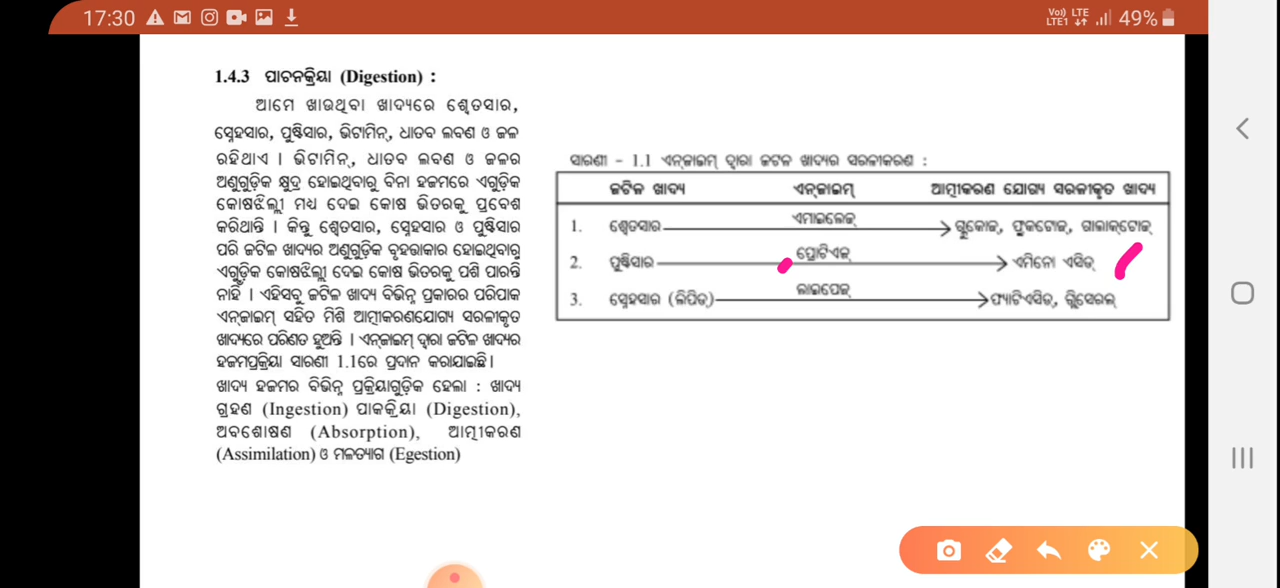 17:30
Vo) LTE
LTE1
49%
1.4.3 ପାଚନକ୍ରିୟା (Digestion) :
ଆମେ ଖାଉଥିବା ଖାଦ୍ୟରେ ଶ୍ୱେତସାର,
ସ୍ନେହସାର, ପୁଷ୍ଟିସାର, ଭିଟାମିନ୍, ଧାତବ ଲବଣ ଓ ଜଳ
ରହିଥାଏ । ଭିଟାମିନ୍, ଧାତବ ଲବଣ ଓ ଜଳର
ଅଣୁଗୁଡ଼ିକ କ୍ଷୁଦ୍ର ହୋଇଥିବାରୁ ବିନା ହଜମରେ ଏଗୁଡ଼ିକ
କୋଷଝିଲ୍ଲୀ ମଧ୍ୟ ଦେଇ କୋଷ ଭିତରକୁ ପ୍ରବେଶ
କରିଥାନ୍ତି । କିନ୍ତୁ ଶ୍ୱେତସାର, ସ୍ନେହସାର ଓ ପୁଷ୍ଟିସାର
ପରି ଜଟିଳ ଖାଦ୍ୟର ଅଣୁଗୁଡ଼ିକ ବୃହତ୍ତାକାର ହୋଇଥିବାରୁ
ଏଗୁଡ଼ିକ କୋଷଝିଲ୍ଲୀ ଦେଇ କୋଷ ଭିତରକୁ ପଶି ପାରନ୍ତି
ନାହିଁ । ଏହିସବୁ ଜଟିଳ ଖାଦ୍ୟ ବିଭିନ୍ନ ପ୍ରକାରର ପରିପାକ
ଏନ୍‌ଜାଇମ୍ ସହିତ ମିଶି ଆତ୍ମୀକରଣଯୋଗ୍ୟ ସରଳୀକୃତ
ଖାଦ୍ୟରେ ପରିଣତ ହୁଅନ୍ତି । ଏନ୍‌ଜାଇମ୍ ଦ୍ୱାରା ଜଟିଳ ଖାଦ୍ୟର
ହଜମପ୍ରକ୍ରିୟା ସାରଣୀ 1.1ରେ ପ୍ରଦାନ କରାଯାଇଛି ।
ଖାଦ୍ୟ ହଜମର ବିଭିନ୍ନ ପ୍ରକ୍ରିୟାଗୁଡ଼ିକ ହେଲା : ଖାଦ୍ୟ
ଗ୍ରହଣ (Ingestion) ପାକକ୍ରିୟା (Digestion),
ଅବଶୋଷଣ (Absorption), ଆତ୍ମୀକରଣ
(Assimilation) ଓ ମଳତ୍ୟାଗ (Egestion)
ସାରଣୀ - 1.1 ଏନ୍‌ଜାଇମ୍ ଦ୍ୱାରା ଜଟଳ ଖାଦ୍ୟର ସରଳୀକରଣ :
ଜଟିଳ ଖାଦ୍ୟ ଏନ୍‌ଜାଇମ୍ ଆତ୍ମୀକରଣ ଯୋଗ୍ୟ ସରଳୀକୃତ ଖାଦ୍ୟ
1. ଶ୍ୱେତସାର ଏମାଇଲେଜ୍ ଗ୍ଲୁକୋଜ୍, ଫ୍ରୁକଟୋଜ୍, ଗାଲାକ୍‌ଟୋଜ୍
2. ପୁଷ୍ଟିସାର ପ୍ରୋଟିଏଜ୍ ଏମିନୋ ଏସିଡ୍
3. ସ୍ନେହସାର (ଲିପିଡ୍) ଲାଇପେଜ୍ ଫ୍ୟାଟିଏସିଡ୍, ଗ୍ଲିସେରଲ୍